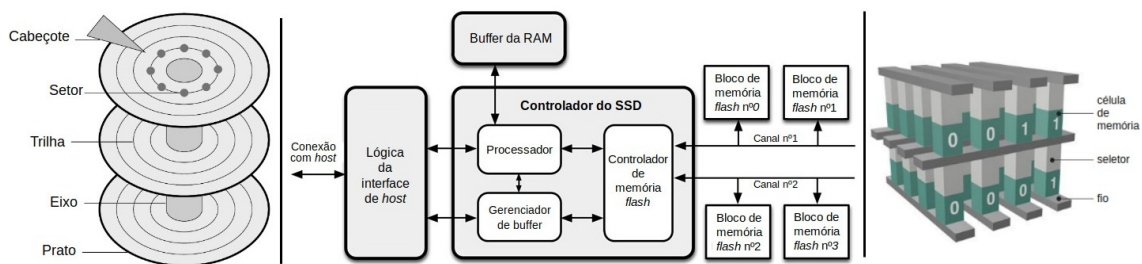 Cabeçote
Setor
Trilha
Eixo
Prato
Buffer da RAM
Conexão
com host
Lógica
da
interface
de host
Controlador do SSD
Processador
Gerenciador
de buffer
Controlador
de
memória
flash
Bloco de
memória
flash nº0
Bloco de
memória
flash nº1
Canal nº1
Canal nº2
Bloco de
memória
flash nº2
Bloco de
memória
flash nº3
0 0 1 1
0 0 0 1
célula
de
memória
seletor
fio